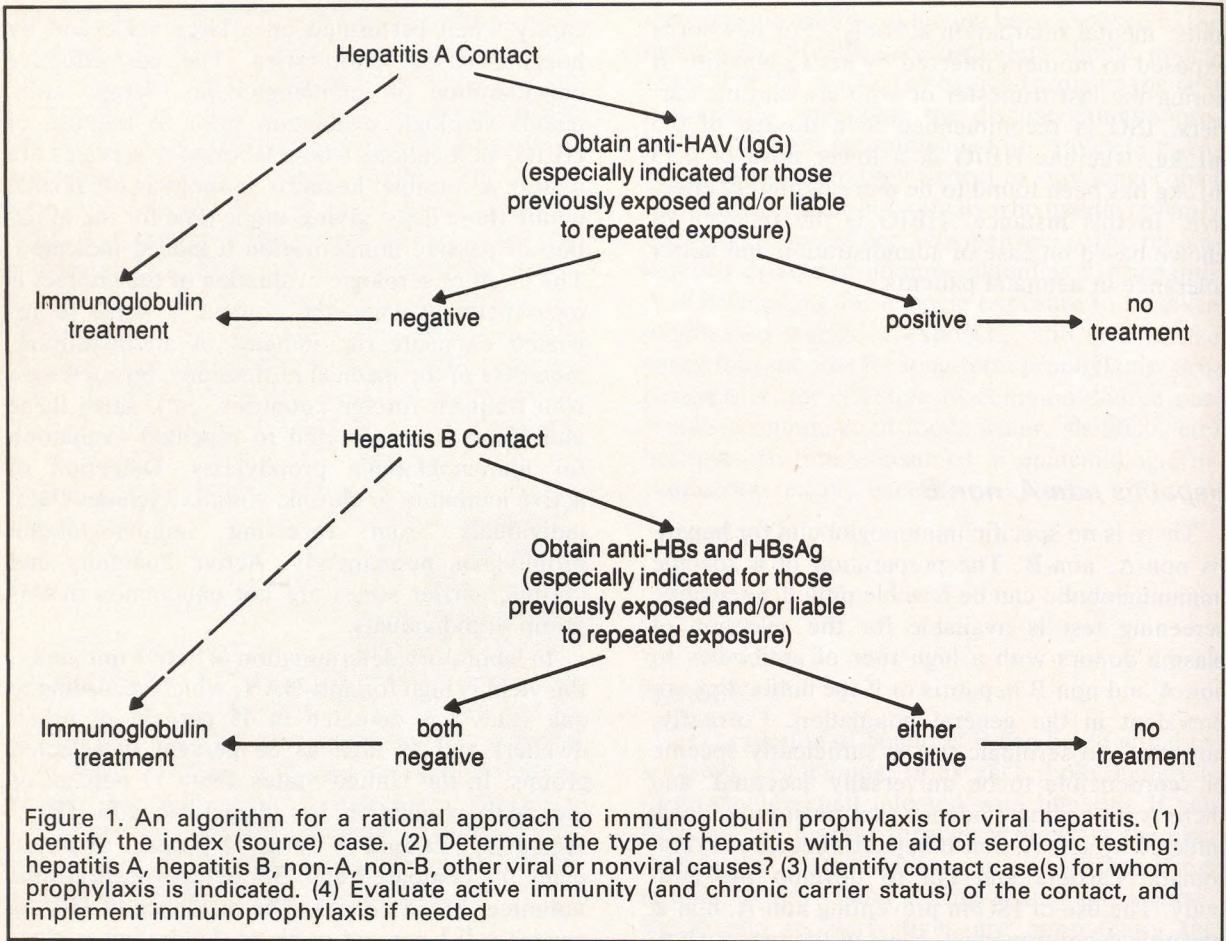 Hepatitis A Contact
Obtain anti-HAV (IgG)
(especially indicated for those
previously exposed and/or liable
to repeated exposure)
Immunoglobulin
treatment
negative
positive
no
treatment
Hepatitis B Contact
Obtain anti-HBs and HBsAg
(especially indicated for those
previously exposed and/or liable
to repeated exposure)
Immunoglobulin
treatment
both
negative
either
positive
no
treatment
Figure 1. An algorithm for a rational approach to immunoglobulin prophylaxis for viral hepatitis. (1)
Identify the index (source) case. (2) Determine the type of hepatitis with the aid of serologic testing:
hepatitis A, hepatitis B, non-A, non-B, other viral or nonviral causes? (3) Identify contact case(s) for whom
prophylaxis is indicated. (4) Evaluate active immunity (and chronic carrier status) of the contact, and
implement immunoprophylaxis if needed